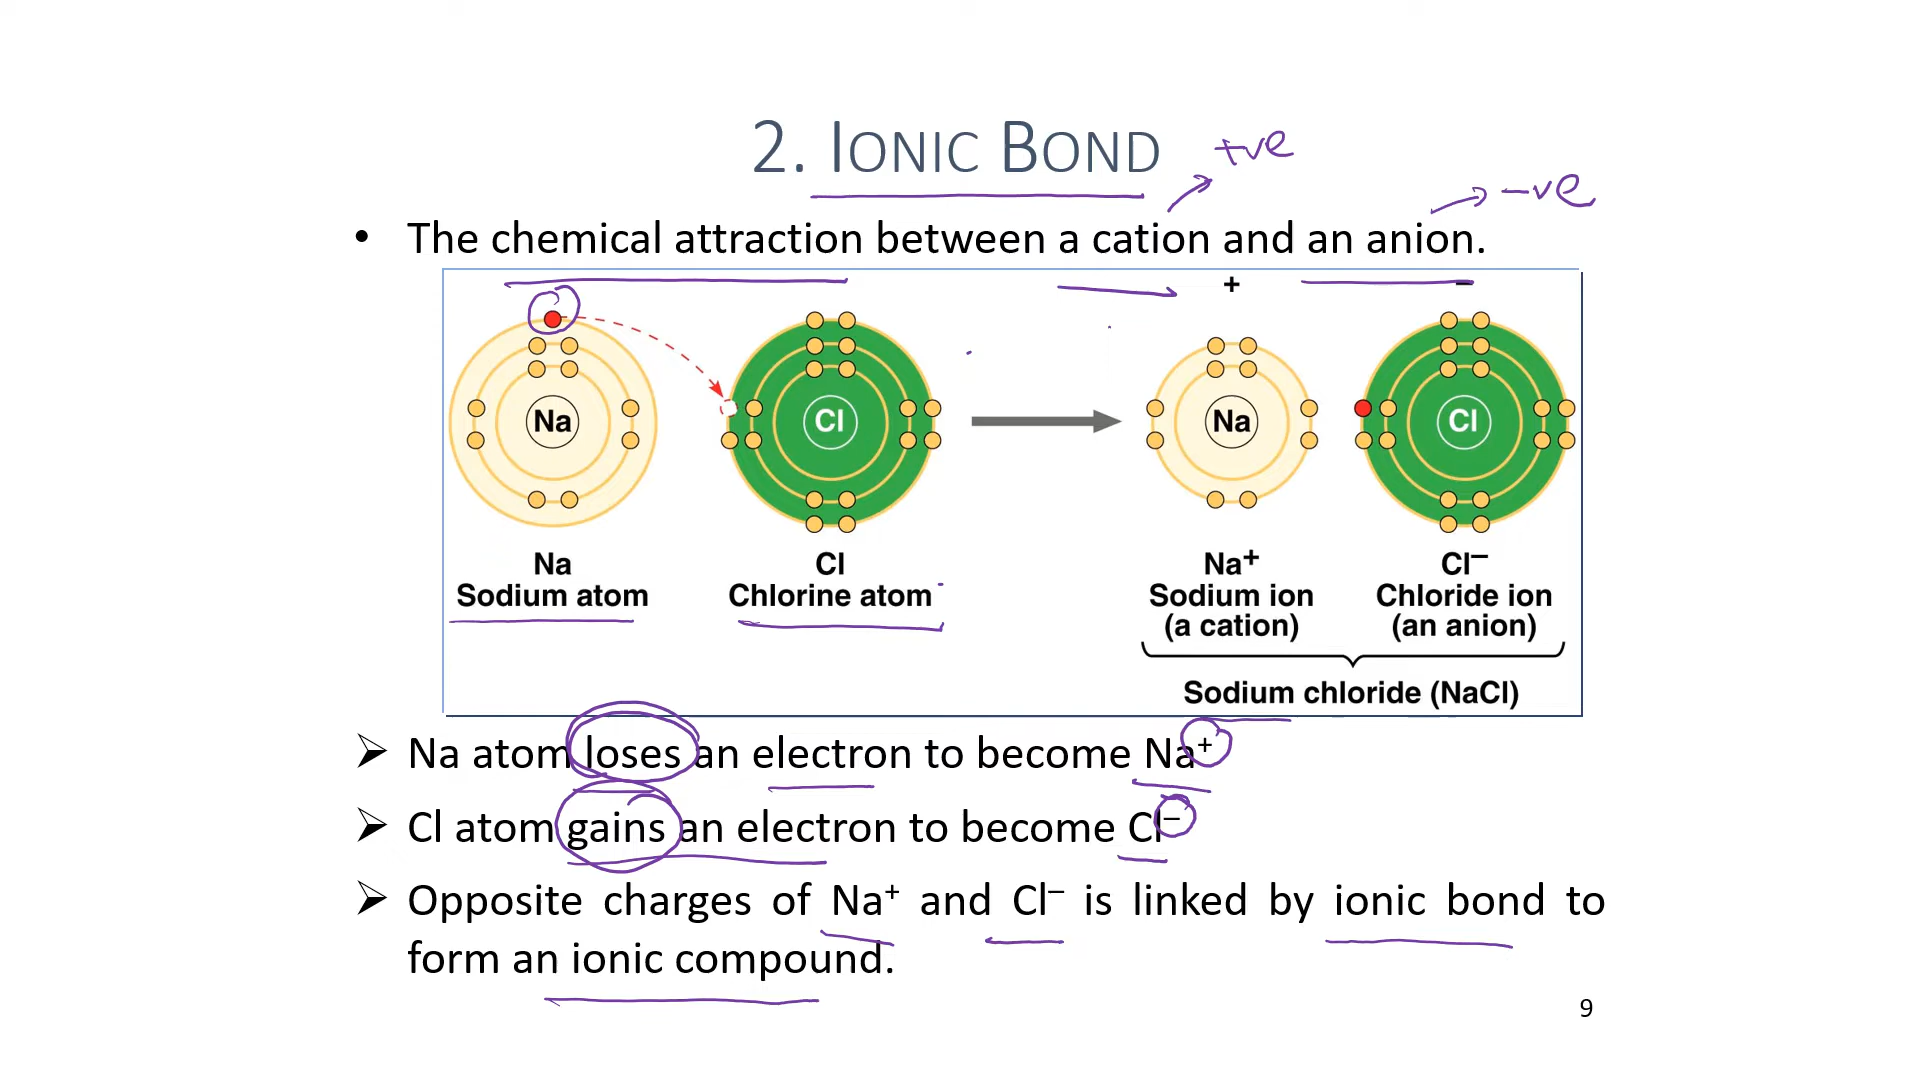 2. IONIC BOND
+ve
-ve
• The chemical attraction between a cation and an anion.
+ −
Na Cl Na Cl
Na Cl Na⁺ Cl⁻
Sodium atom Chlorine atom Sodium ion Chloride ion
(a cation) (an anion)
Sodium chloride (NaCl)
➢ Na atom loses an electron to become Na⁺
➢ Cl atom gains an electron to become Cl⁻
➢ Opposite charges of Na⁺ and Cl⁻ is linked by ionic bond to
form an ionic compound.
9